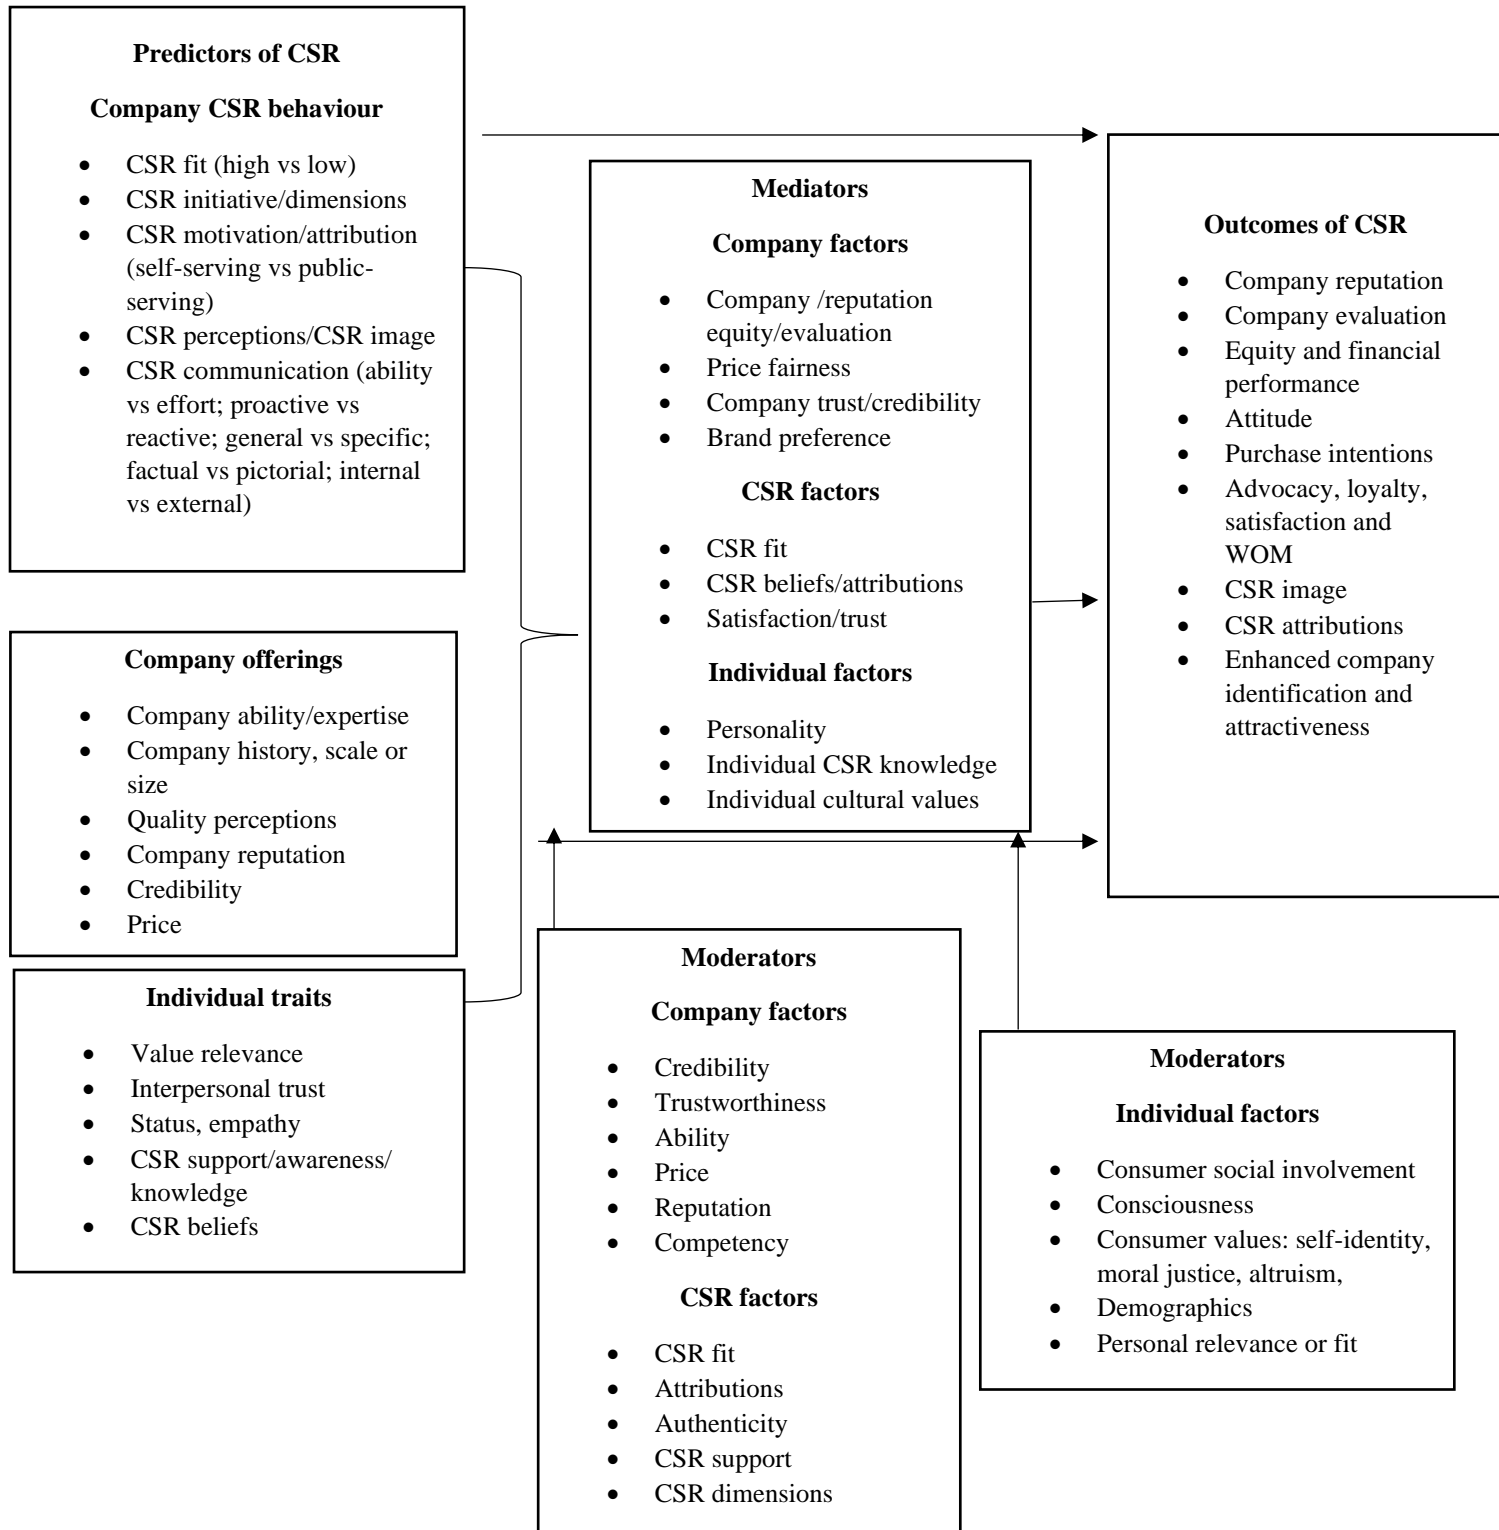 Predictors of CSR
Company CSR behaviour
• CSR fit (high vs low)
• CSR initiative/dimensions
• CSR motivation/attribution
(self-serving vs public-
serving)
• CSR perceptions/CSR image
• CSR communication (ability
vs effort; proactive vs
reactive; general vs specific;
factual vs pictorial; internal
vs external)
Company offerings
• Company ability/expertise
• Company history, scale or
size
• Quality perceptions
• Company reputation
• Credibility
• Price
Individual traits
• Value relevance
• Interpersonal trust
• Status, empathy
• CSR support/awareness/
knowledge
• CSR beliefs
Mediators
Company factors
• Company /reputation
equity/evaluation
• Price fairness
• Company trust/credibility
• Brand preference
CSR factors
• CSR fit
• CSR beliefs/attributions
• Satisfaction/trust
Individual factors
• Personality
• Individual CSR knowledge
• Individual cultural values
Moderators
Company factors
• Credibility
• Trustworthiness
• Ability
• Price
• Reputation
• Competency
CSR factors
• CSR fit
• Attributions
• Authenticity
• CSR support
• CSR dimensions
Outcomes of CSR
• Company reputation
• Company evaluation
• Equity and financial
performance
• Attitude
• Purchase intentions
• Advocacy, loyalty,
satisfaction and
WOM
• CSR image
• CSR attributions
• Enhanced company
identification and
attractiveness
Moderators
Individual factors
• Consumer social involvement
• Consciousness
• Consumer values: self-identity,
moral justice, altruism,
• Demographics
• Personal relevance or fit